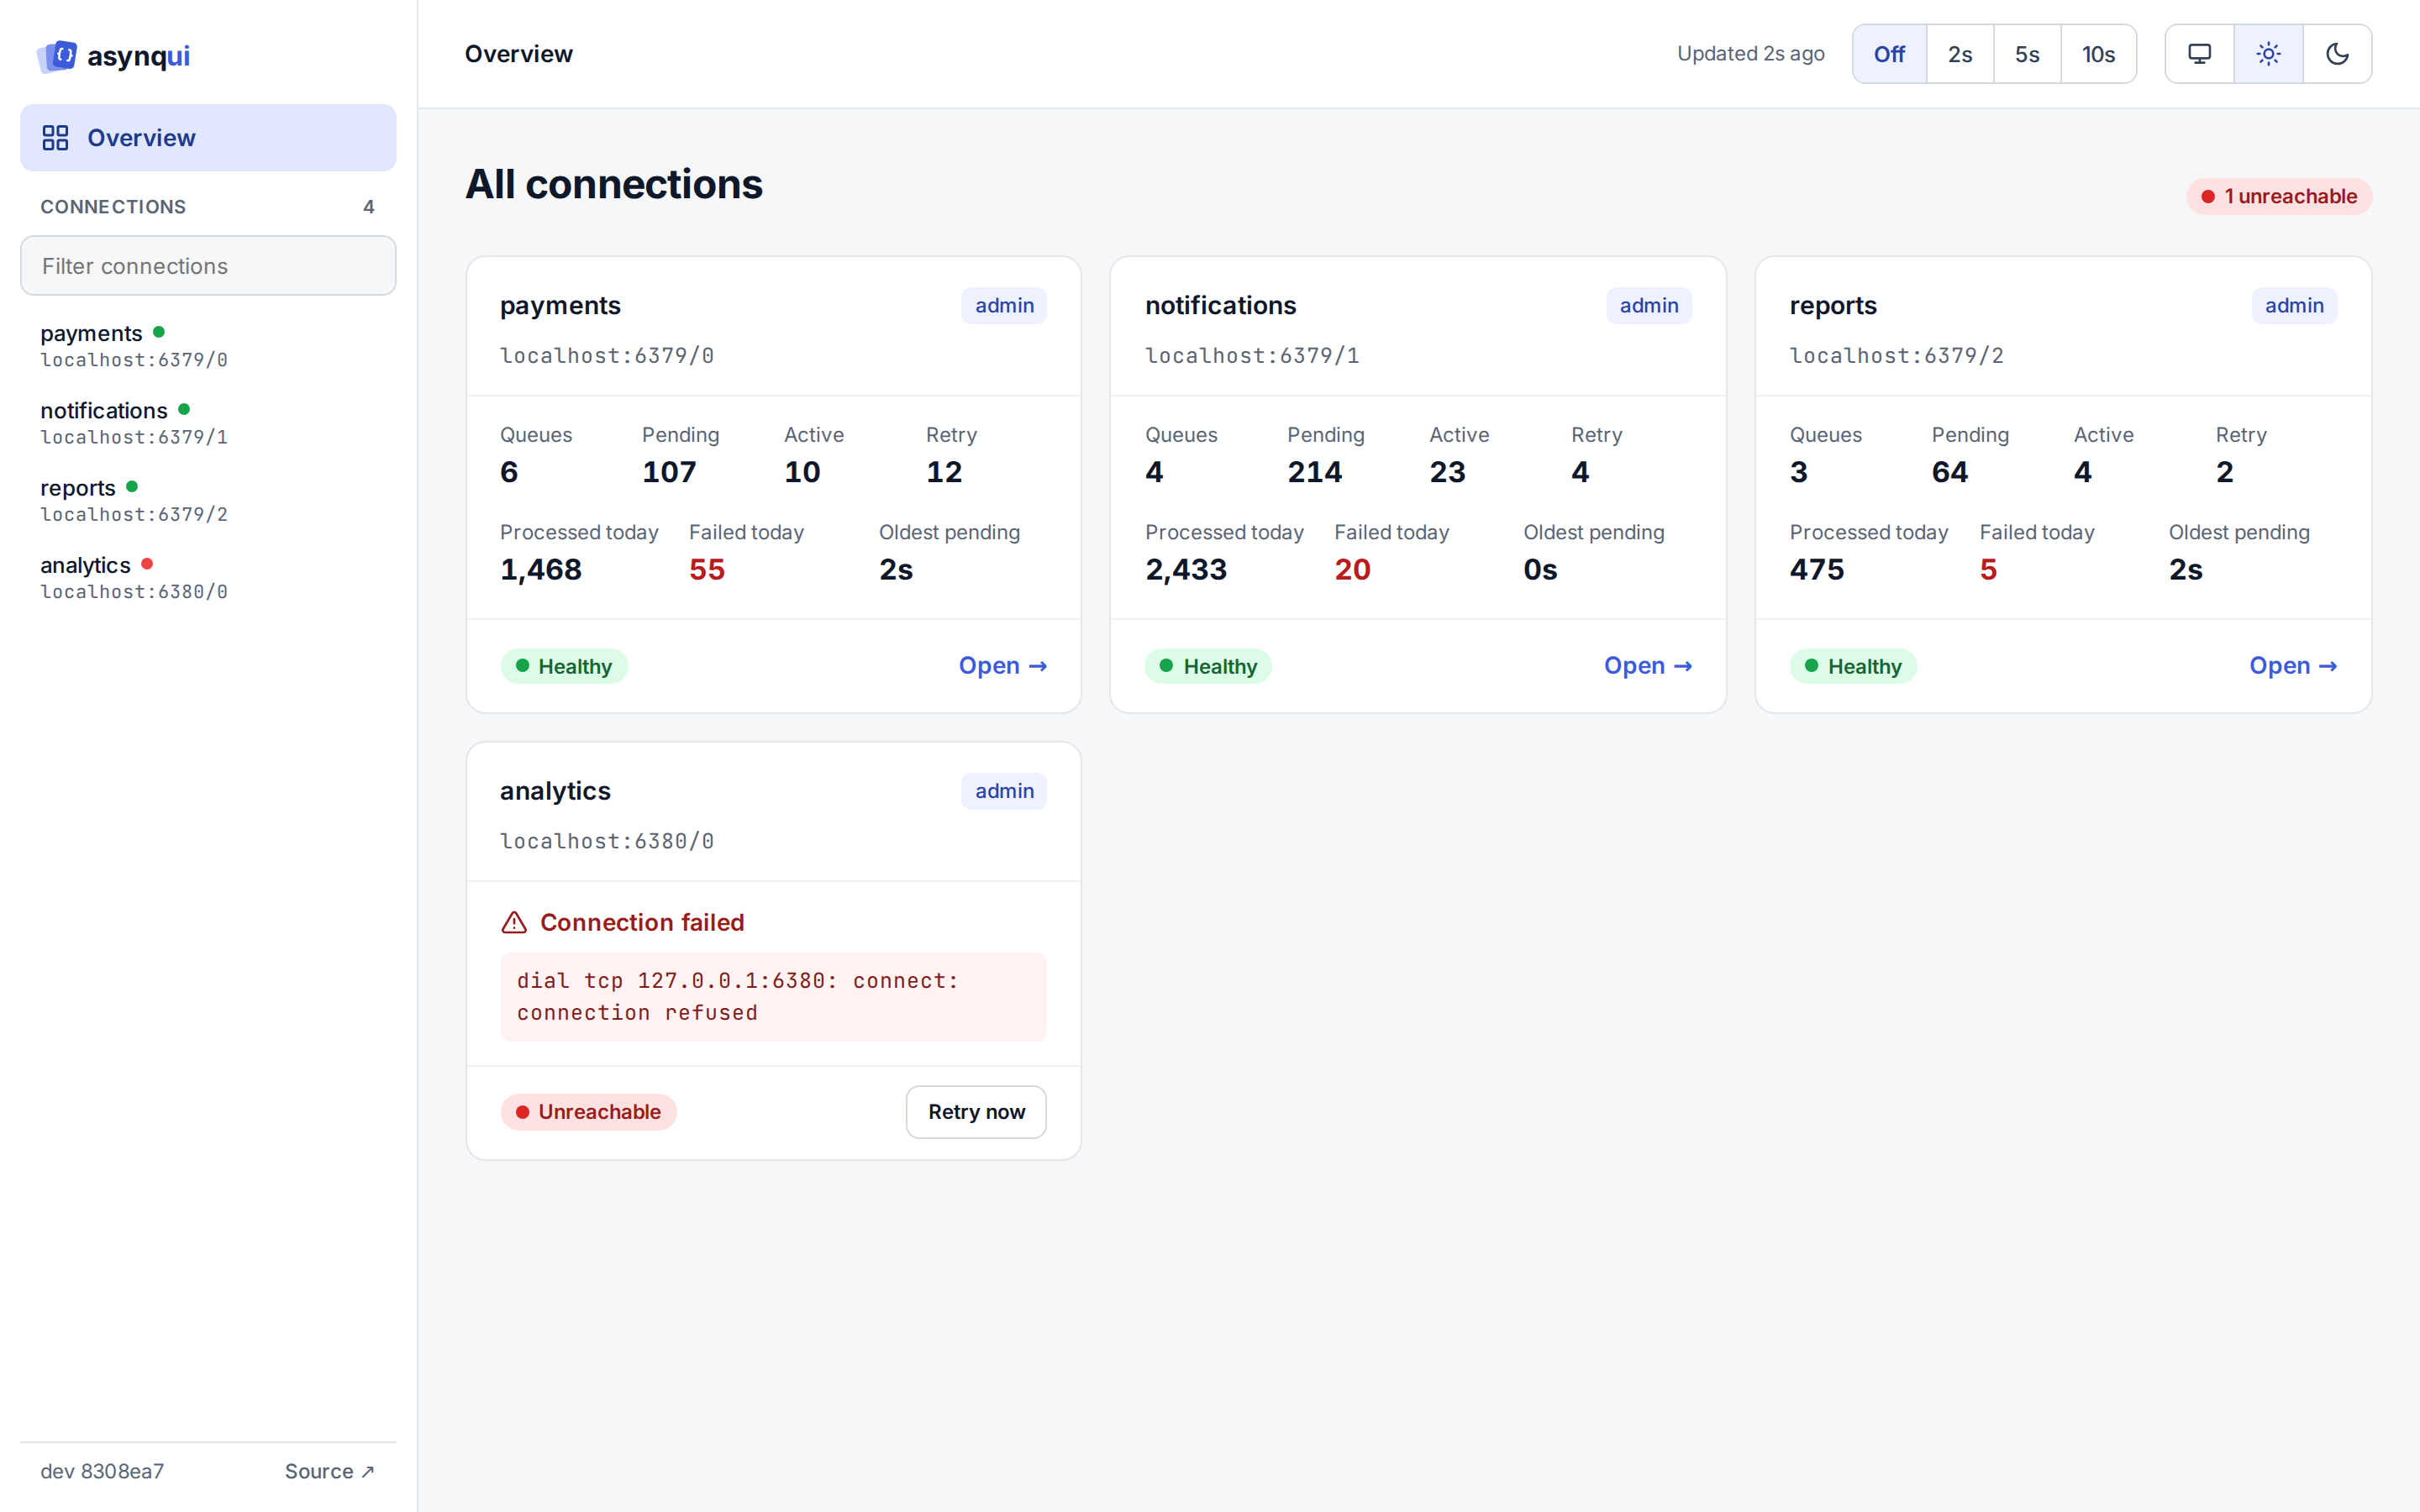 asynqui
Overview
CONNECTIONS 4
Filter connections
payments
localhost:6379/0
notifications
localhost:6379/1
reports
localhost:6379/2
analytics
localhost:6380/0
dev 8308ea7 Source ↗
Overview
Updated 2s ago Off 2s 5s 10s
All connections
1 unreachable
payments admin
localhost:6379/0
Queues Pending Active Retry
6 107 10 12
Processed today Failed today Oldest pending
1,468 55 2s
Healthy Open →
notifications admin
localhost:6379/1
Queues Pending Active Retry
4 214 23 4
Processed today Failed today Oldest pending
2,433 20 0s
Healthy Open →
reports admin
localhost:6379/2
Queues Pending Active Retry
3 64 4 2
Processed today Failed today Oldest pending
475 5 2s
Healthy Open →
analytics admin
localhost:6380/0
Connection failed
dial tcp 127.0.0.1:6380: connect:
connection refused
Unreachable Retry now